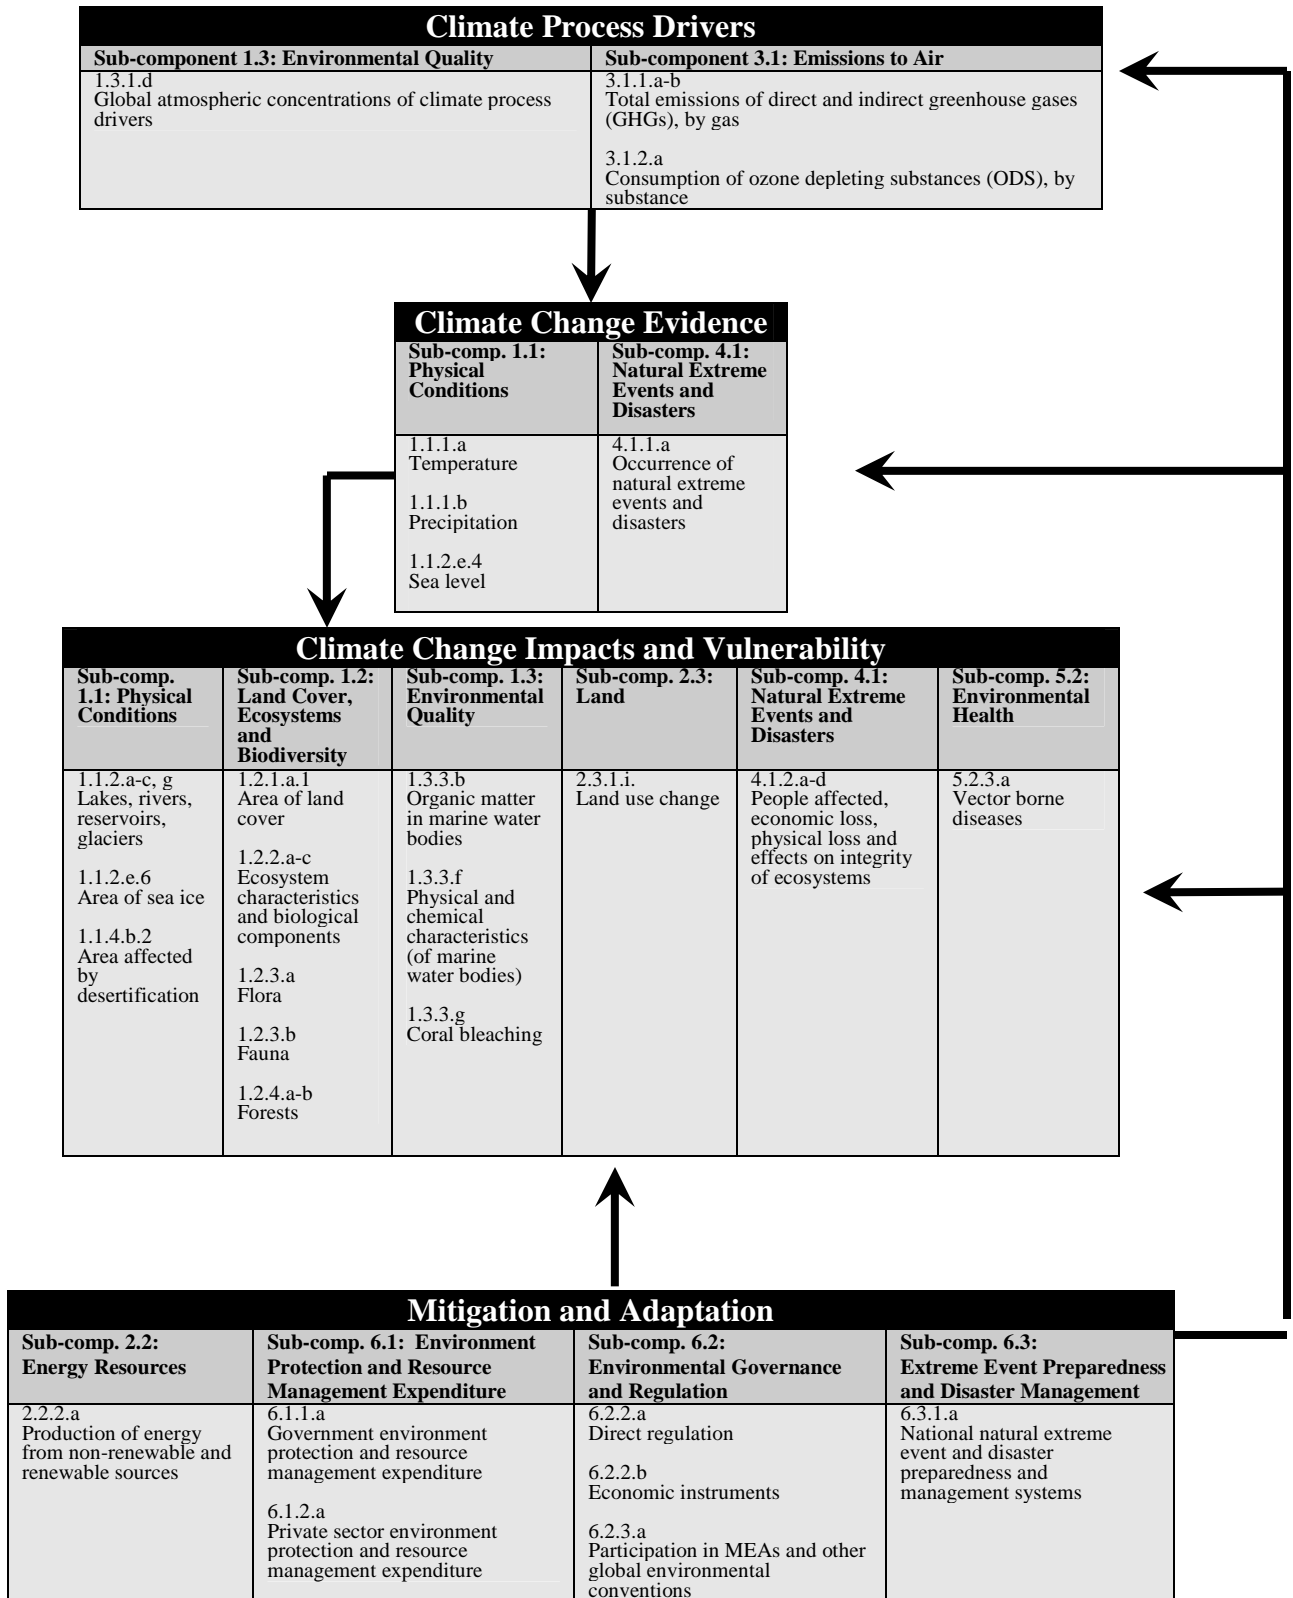 Climate Process Drivers
Sub-component 1.3: Environmental Quality
1.3.1.d
Global atmospheric concentrations of climate process
drivers
Sub-component 3.1: Emissions to Air
3.1.1.a-b
Total emissions of direct and indirect greenhouse gases
(GHGs), by gas
3.1.2.a
Consumption of ozone depleting substances (ODS), by
substance
Climate Change Evidence
Sub-comp. 1.1:
Physical
Conditions
1.1.1.a
Temperature
1.1.1.b
Precipitation
1.1.2.e.4
Sea level
Sub-comp. 4.1:
Natural Extreme
Events and
Disasters
4.1.1.a
Occurrence of
natural extreme
events and
disasters
Climate Change Impacts and Vulnerability
Sub-comp.
1.1: Physical
Conditions
1.1.2.a-c, g
Lakes, rivers,
reservoirs,
glaciers
1.1.2.e.6
Area of sea ice
1.1.4.b.2
Area affected
by
desertification
Sub-comp. 1.2:
Land Cover,
Ecosystems
and
Biodiversity
1.2.1.a.1
Area of land
cover
1.2.2.a-c
Ecosystem
characteristics
and biological
components
1.2.3.a
Flora
1.2.3.b
Fauna
1.2.4.a-b
Forests
Sub-comp. 1.3:
Environmental
Quality
1.3.3.b
Organic matter
in marine water
bodies
1.3.3.f
Physical and
chemical
characteristics
(of marine
water bodies)
1.3.3.g
Coral bleaching
Sub-comp. 2.3:
Land
2.3.1.i.
Land use change
Sub-comp. 4.1:
Natural Extreme
Events and
Disasters
4.1.2.a-d
People affected,
economic loss,
physical loss and
effects on integrity
of ecosystems
Sub-comp. 5.2:
Environmental
Health
5.2.3.a
Vector borne
diseases
Mitigation and Adaptation
Sub-comp. 2.2:
Energy Resources
2.2.2.a
Production of energy
from non-renewable and
renewable sources
Sub-comp. 6.1:  Environment
Protection and Resource
Management Expenditure
6.1.1.a
Government environment
protection and resource
management expenditure
6.1.2.a
Private sector environment
protection and resource
management expenditure
Sub-comp. 6.2:
Environmental Governance
and Regulation
6.2.2.a
Direct regulation
6.2.2.b
Economic instruments
6.2.3.a
Participation in MEAs and other
global environmental
conventions
Sub-comp. 6.3:
Extreme Event Preparedness
and Disaster Management
6.3.1.a
National natural extreme
event and disaster
preparedness and
management systems